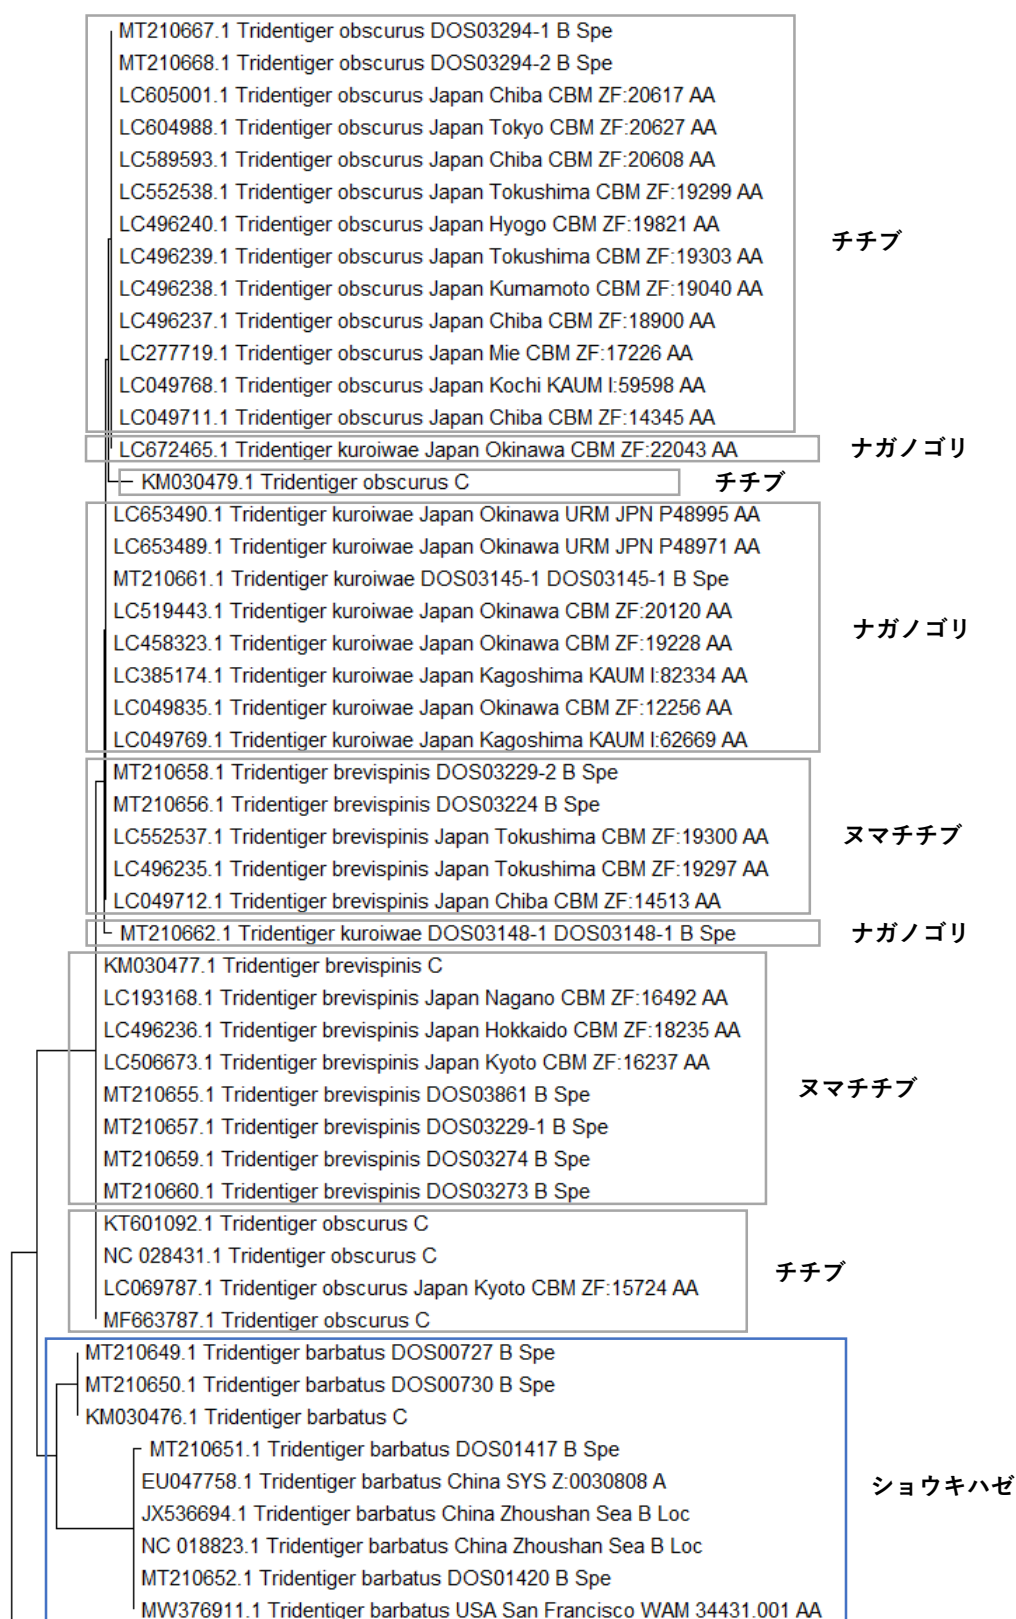 MT210667.1 Tridentiger obscurus DOS03294-1 B Spe
MT210668.1 Tridentiger obscurus DOS03294-2 B Spe
LC605001.1 Tridentiger obscurus Japan Chiba CBM ZF:20617 AA
LC604988.1 Tridentiger obscurus Japan Tokyo CBM ZF:20627 AA
LC589593.1 Tridentiger obscurus Japan Chiba CBM ZF:20608 AA
LC552538.1 Tridentiger obscurus Japan Tokushima CBM ZF:19299 AA
LC496240.1 Tridentiger obscurus Japan Hyogo CBM ZF:19821 AA
チチブ
LC496239.1 Tridentiger obscurus Japan Tokushima CBM ZF:19303 AA
LC496238.1 Tridentiger obscurus Japan Kumamoto CBM ZF:19040 AA
LC496237.1 Tridentiger obscurus Japan Chiba CBM ZF:18900 AA
LC277719.1 Tridentiger obscurus Japan Mie CBM ZF:17226 AA
LC049768.1 Tridentiger obscurus Japan Kochi KAUM I:59598 AA
LC049711.1 Tridentiger obscurus Japan Chiba CBM ZF:14345 AA
LC672465.1 Tridentiger kuroiwae Japan Okinawa CBM ZF:22043 AA
ナガノゴリ
KM030479.1 Tridentiger obscurus C
チチブ
LC653490.1 Tridentiger kuroiwae Japan Okinawa URM JPN P48995 AA
LC653489.1 Tridentiger kuroiwae Japan Okinawa URM JPN P48971 AA
MT210661.1 Tridentiger kuroiwae DOS03145-1 DOS03145-1 B Spe
LC519443.1 Tridentiger kuroiwae Japan Okinawa CBM ZF:20120 AA
ナガノゴリ
LC458323.1 Tridentiger kuroiwae Japan Okinawa CBM ZF:19228 AA
LC385174.1 Tridentiger kuroiwae Japan Kagoshima KAUM I:82334 AA
LC049835.1 Tridentiger kuroiwae Japan Okinawa CBM ZF:12256 AA
LC049769.1 Tridentiger kuroiwae Japan Kagoshima KAUM I:62669 AA
MT210658.1 Tridentiger brevispinis DOS03229-2 B Spe
MT210656.1 Tridentiger brevispinis DOS03224 B Spe
LC552537.1 Tridentiger brevispinis Japan Tokushima CBM ZF:19300 AA
ヌマチチブ
LC496235.1 Tridentiger brevispinis Japan Tokushima CBM ZF:19297 AA
LC049712.1 Tridentiger brevispinis Japan Chiba CBM ZF:14513 AA
MT210662.1 Tridentiger kuroiwae DOS03148-1 DOS03148-1 B Spe
ナガノゴリ
KM030477.1 Tridentiger brevispinis C
LC193168.1 Tridentiger brevispinis Japan Nagano CBM ZF:16492 AA
LC496236.1 Tridentiger brevispinis Japan Hokkaido CBM ZF:18235 AA
LC506673.1 Tridentiger brevispinis Japan Kyoto CBM ZF:16237 AA
MT210655.1 Tridentiger brevispinis DOS03861 B Spe
ヌマチチブ
MT210657.1 Tridentiger brevispinis DOS03229-1 B Spe
MT210659.1 Tridentiger brevispinis DOS03274 B Spe
MT210660.1 Tridentiger brevispinis DOS03273 B Spe
KT601092.1 Tridentiger obscurus C
NC 028431.1 Tridentiger obscurus C
チチブ
LC069787.1 Tridentiger obscurus Japan Kyoto CBM ZF:15724 AA
MF663787.1 Tridentiger obscurus C
MT210649.1 Tridentiger barbatus DOS00727 B Spe
MT210650.1 Tridentiger barbatus DOS00730 B Spe
KM030476.1 Tridentiger barbatus C
MT210651.1 Tridentiger barbatus DOS01417 B Spe
EU047758.1 Tridentiger barbatus China SYS Z:0030808 A
ショウキハゼ
JX536694.1 Tridentiger barbatus China Zhoushan Sea B Loc
NC 018823.1 Tridentiger barbatus China Zhoushan Sea B Loc
MT210652.1 Tridentiger barbatus DOS01420 B Spe
MW376911.1 Tridentiger barbatus USA San Francisco WAM 34431.001 AA